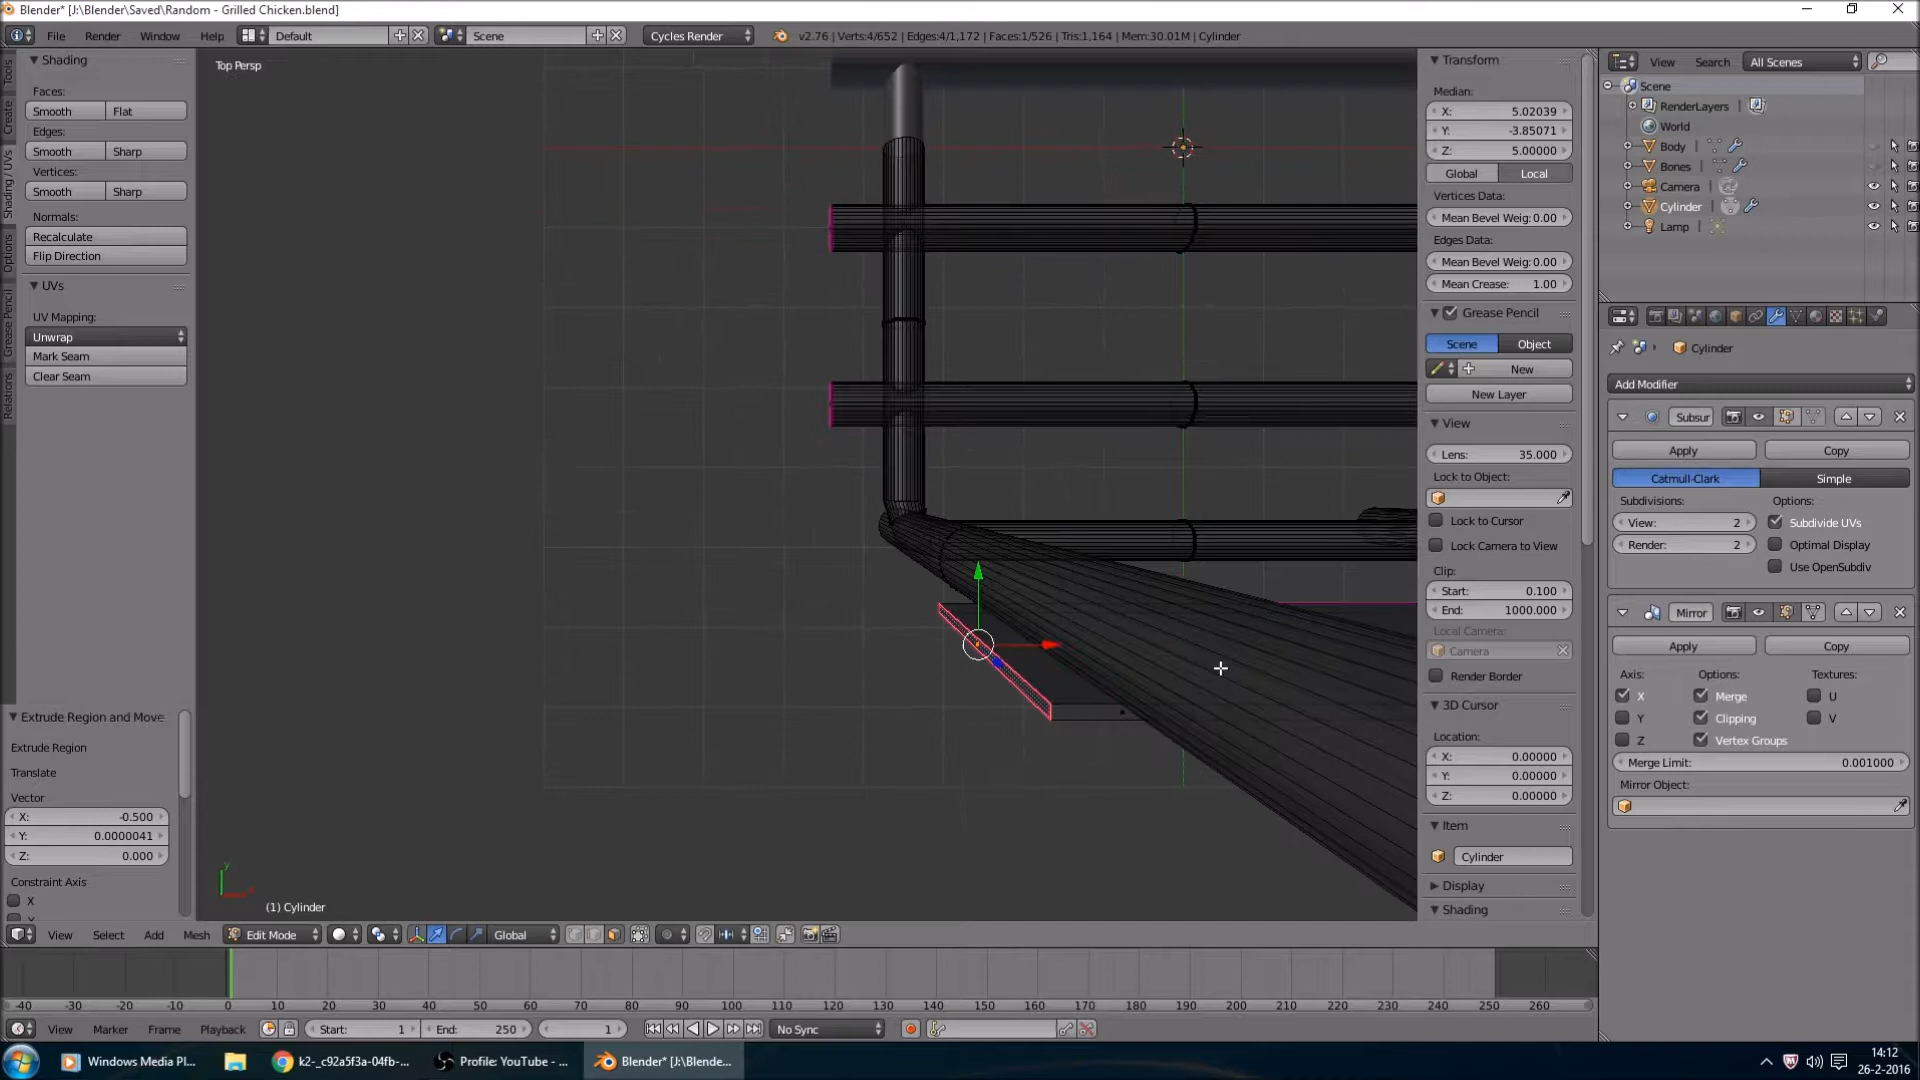 Blender* [J:\Blender\Saved\Random - Grilled Chicken.blend]
File Render Window Help Default Scene Cycles Render v2.76 | Verts:4/652 | Edges:4/1,172 | Faces:1/526 | Tris:1,164 | Mem:30.01M | Cylinder
Tools
Create
Shading / UVs
Options
Grease Pencil
Relations
Shading
Faces:
Smooth Flat
Edges:
Smooth Sharp
Vertices:
Smooth Sharp
Normals:
Recalculate
Flip Direction
UVs
UV Mapping:
Unwrap
Mark Seam
Clear Seam
Extrude Region and Move
Extrude Region
Translate
Vector
X: -0.500
Y: 0.0000041
Z: 0.000
Constraint Axis
X
Top Persp
(1) Cylinder
Transform
Median:
X: 5.02039
Y: -3.85071
Z: 5.00000
Global Local
Vertices Data:
Mean Bevel Weig: 0.00
Edges Data:
Mean Bevel Weig: 0.00
Mean Crease: 1.00
Grease Pencil
Scene Object
New
New Layer
View
Lens: 35.000
Lock to Object:
Lock to Cursor
Lock Camera to View
Clip:
Start: 0.100
End: 1000.000
Local Camera:
Camera
Render Border
3D Cursor
Location:
X: 0.00000
Y: 0.00000
Z: 0.00000
Item
Cylinder
Display
Shading
View Search All Scenes
Scene
RenderLayers
World
Body
Bones
Camera
Cylinder
Lamp
Cylinder
Add Modifier
Subsur
Apply Copy
Catmull-Clark Simple
Subdivisions: Options:
View: 2 Subdivide UVs
Render: 2 Optimal Display
Use OpenSubdiv
Mirror
Apply Copy
Axis: Options: Textures:
X Merge U
Y Clipping V
Z Vertex Groups
Merge Limit: 0.001000
Mirror Object:
View Select Add Mesh Edit Mode Global
-40 -30 -20 -10 0 10 20 30 40 50 60 70 80 90 100 110 120 130 140 150 160 170 180 190 200 210 220 230 240 250 260
View Marker Frame Playback Start: 1 End: 250 1 No Sync
Windows Media Pl... k2-_c92a5f3a-04fb-... Profile: YouTube - ... Blender* [J:\Blende...
14:12
26-2-2016